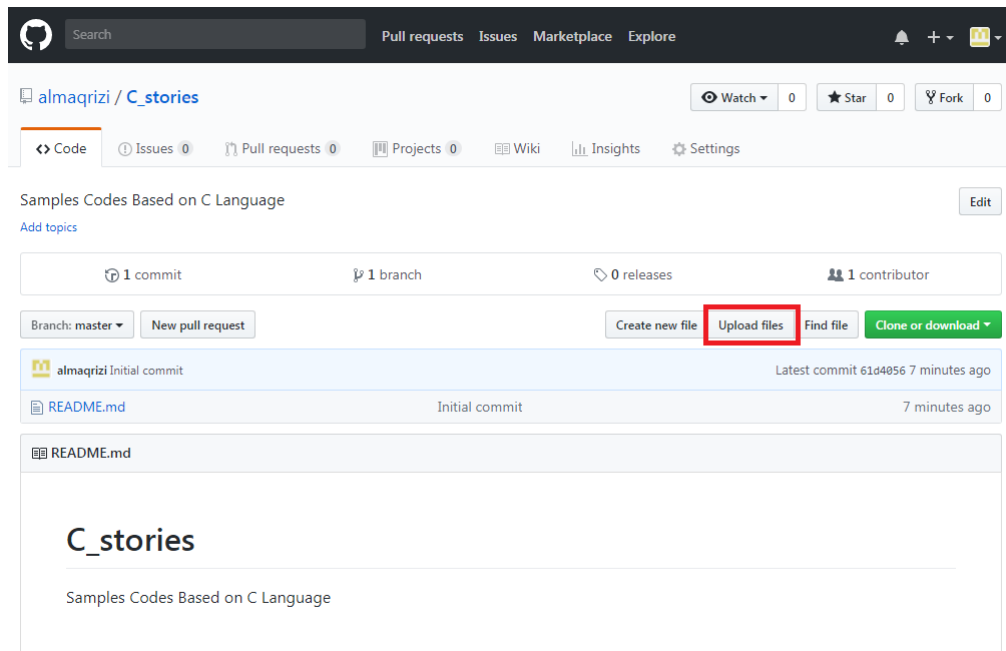 Search Pull requests Issues Marketplace Explore
almaqrizi / C_stories Watch 0 Star 0 Fork 0
Code Issues 0 Pull requests 0 Projects 0 Wiki Insights Settings
Samples Codes Based on C Language Edit
Add topics
1 commit 1 branch 0 releases 1 contributor
Branch: master New pull request Create new file Upload files Find file Clone or download
almaqrizi Initial commit Latest commit 61d4056 7 minutes ago
README.md Initial commit 7 minutes ago
README.md
C_stories
Samples Codes Based on C Language